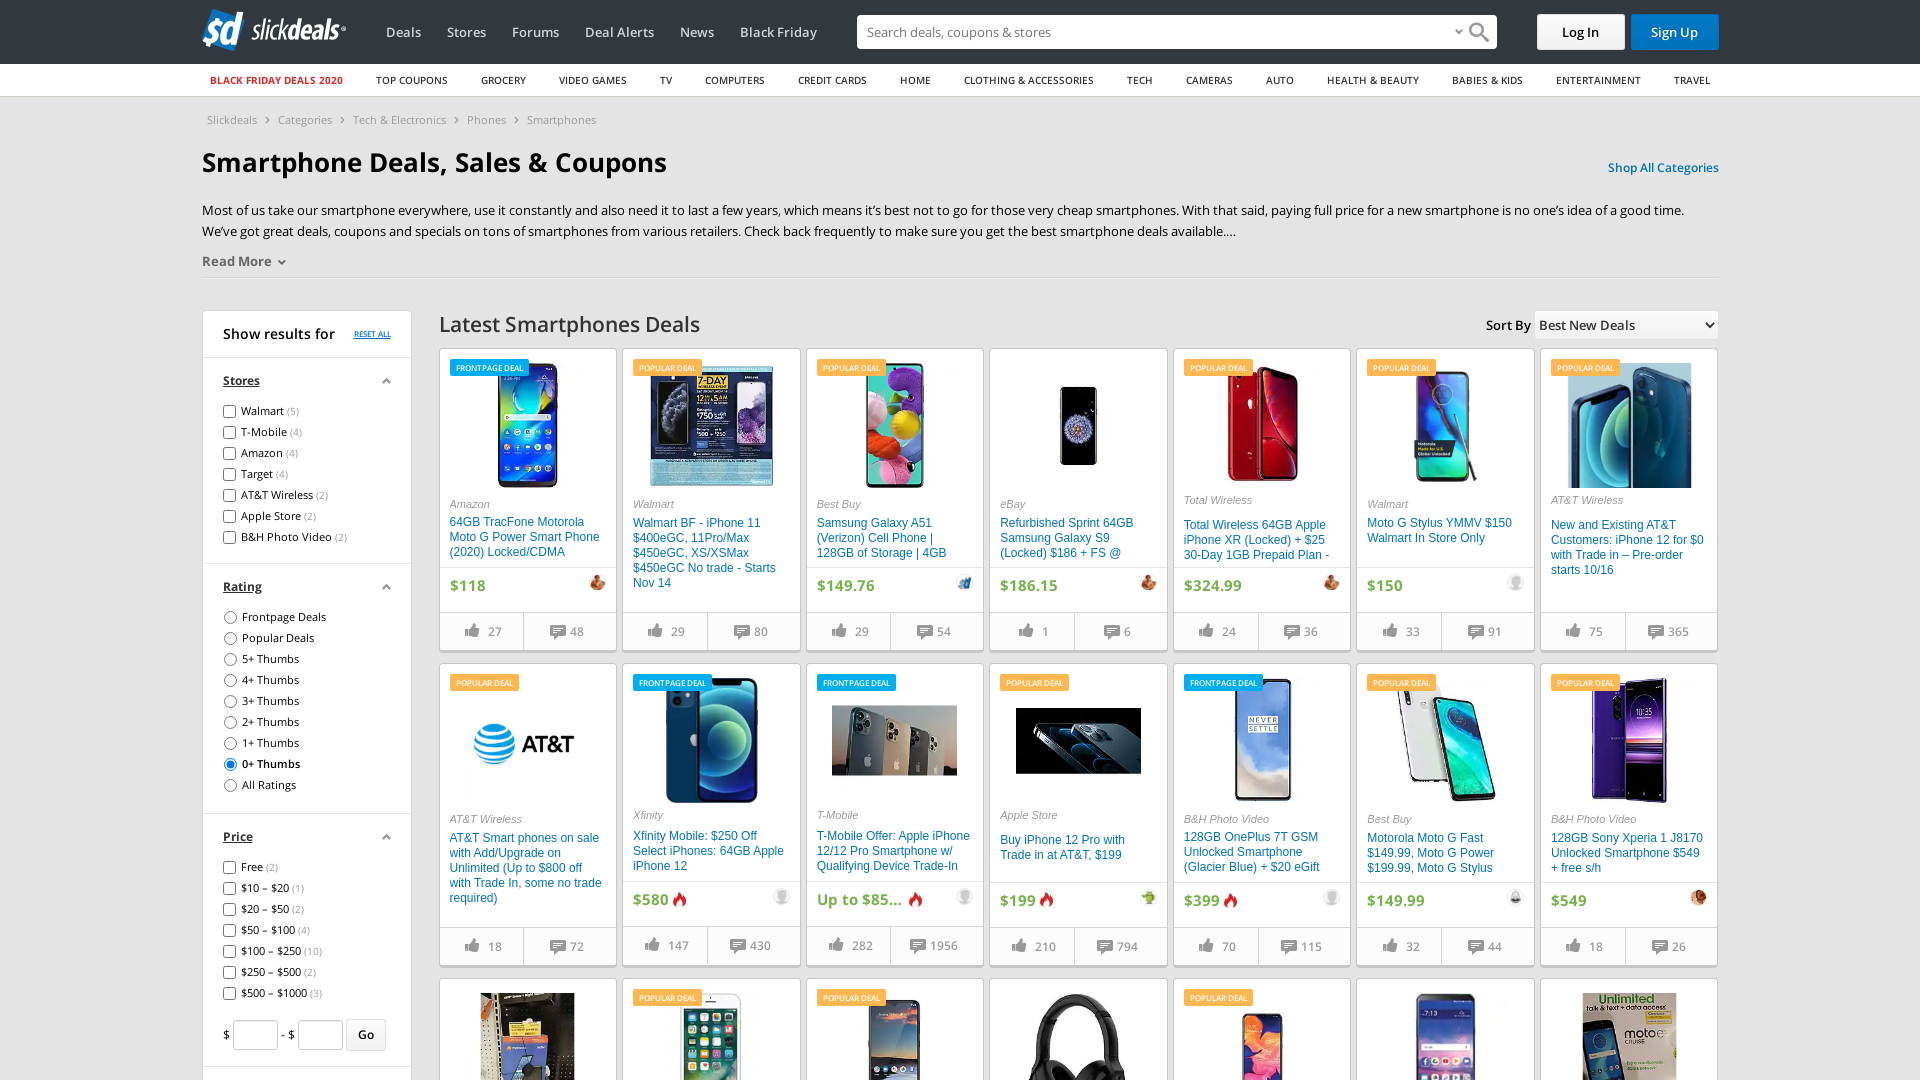 sd slickdeals
Deals
Stores
Forums
Deal Alerts
News
Black Friday
Search deals, coupons & shops
Log In
Sign Up
BLACK FRIDAY DEALS 2020
TOP COUPONS
GROCERY
VIDEO GAMES
TV
COMPUTERS
CREDIT CARDS
HOME
CLOTHING & ACCESSORIES
TECH
CAMERAS
AUTO
HEALTH & BEAUTY
BABIES & KIDS
ENTERTAINMENT
TRAVEL
Slickdeals
Categories
Tech & Electronics
Phones
Smartphones
Smartphone Deals, Sales & Coupons
Shop All Categories
Most of us take our smartphone everywhere, use it constantly and also need it to last a few years, which means it’s best not to go for those very cheap smartphones. With that said, paying full price for a new smartphone is no one’s idea of a good time.
We’ve got great deals, coupons and specials on tons of smartphones from various retailers. Check back frequently to make sure you get the best smartphone deals available....
Read More
Show results for
RESET ALL
Stores
Walmart (5)
T-Mobile (4)
Amazon (4)
Target (4)
AT&T Wireless (2)
Apple Store (2)
B&H Photo Video (2)
Rating
Frontpage Deals
Popular Deals
5+ Thumbs
4+ Thumbs
3+ Thumbs
2+ Thumbs
1+ Thumbs
0+ Thumbs
All Ratings
Price
Free (2)
$10 – $20 (1)
$20 – $50 (2)
$50 – $100 (4)
$100 – $250 (10)
$250 – $500 (2)
$500 – $1000 (3)
$ - $ Go
Latest Smartphones Deals
Sort By
Best New Deals
FRONTPAGE DEAL
Amazon
64GB TracFone Motorola
Moto G Power Smart Phone
(2020) Locked/CDMA
$118
27
48
POPULAR DEAL
7-DAY
Walmart
Walmart BF - iPhone 11
$400eGC, 11Pro/Max
$450eGC, XS/XSMax
$450eGC No trade - Starts
Nov 14
29
80
POPULAR DEAL
Best Buy
Samsung Galaxy A51
(Verizon) Cell Phone |
128GB of Storage | 4GB
$149.76
29
54
eBay
Refurbished Sprint 64GB
Samsung Galaxy S9
(Locked) $186 + FS @
$186.15
1
6
POPULAR DEAL
Total Wireless
Total Wireless 64GB Apple
iPhone XR (Locked) + $25
30-Day 1GB Prepaid Plan -
$324.99
24
36
POPULAR DEAL
Walmart
Moto G Stylus YMMV $150
Walmart In Store Only
$150
33
91
POPULAR DEAL
AT&T Wireless
New and Existing AT&T
Customers: iPhone 12 for $0
with Trade in – Pre-order
starts 10/16
75
365
POPULAR DEAL
AT&T
AT&T Wireless
AT&T Smart phones on sale
with Add/Upgrade on
Unlimited (Up to $800 off
with Trade In, some no trade
required)
18
72
FRONTPAGE DEAL
Xfinity
Xfinity Mobile: $250 Off
Select iPhones: 64GB Apple
iPhone 12
$580
147
430
FRONTPAGE DEAL
T-Mobile
T-Mobile Offer: Apple iPhone
12/12 Pro Smartphone w/
Qualifying Device Trade-In
Up to $85...
282
1956
POPULAR DEAL
Apple Store
Buy iPhone 12 Pro with
Trade in at AT&T, $199
$199
210
794
FRONTPAGE DEAL
NEVER
SETTLE
B&H Photo Video
128GB OnePlus 7T GSM
Unlocked Smartphone
(Glacier Blue) + $20 eGift
$399
70
115
POPULAR DEAL
Best Buy
Motorola Moto G Fast
$149.99, Moto G Power
$199.99, Moto G Stylus
$149.99
32
44
POPULAR DEAL
10:35
B&H Photo Video
128GB Sony Xperia 1 J8170
Unlocked Smartphone $549
+ free s/h
$549
18
26
POPULAR DEAL
POPULAR DEAL
POPULAR DEAL
7:13
Unlimited
talk & text + data access
moto e
CRUISE